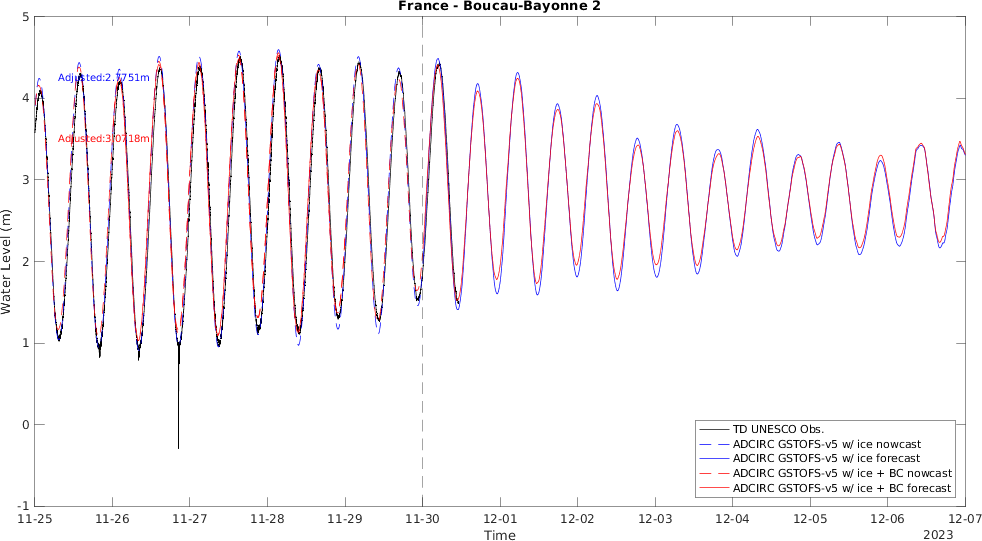 France - Boucau-Bayonne 2
5
4
3
2
1
0
-1
Water Level (m)
Adjusted:2.7751m
Adjusted:3.0718m
TD UNESCO Obs.
ADCIRC GSTOFS-v5 w/ ice nowcast
ADCIRC GSTOFS-v5 w/ ice forecast
ADCIRC GSTOFS-v5 w/ ice + BC nowcast
ADCIRC GSTOFS-v5 w/ ice + BC forecast
11-25 11-26 11-27 11-28 11-29 11-30 12-01 12-02 12-03 12-04 12-05 12-06 12-07
Time
2023